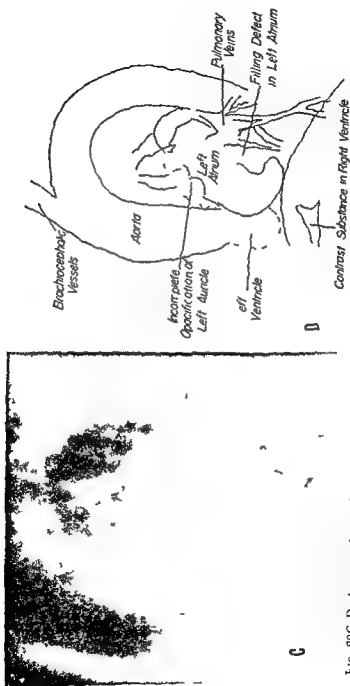 Brachiocephalic
Vessels
Aorta
Incomplete
Opacification of
Left Auricle
Left
Atrium
eft
Ventricle
Pulmonary
Veins
Filling Defect
in Left Atrium
Contrast Substance in Right Ventricle
C
D